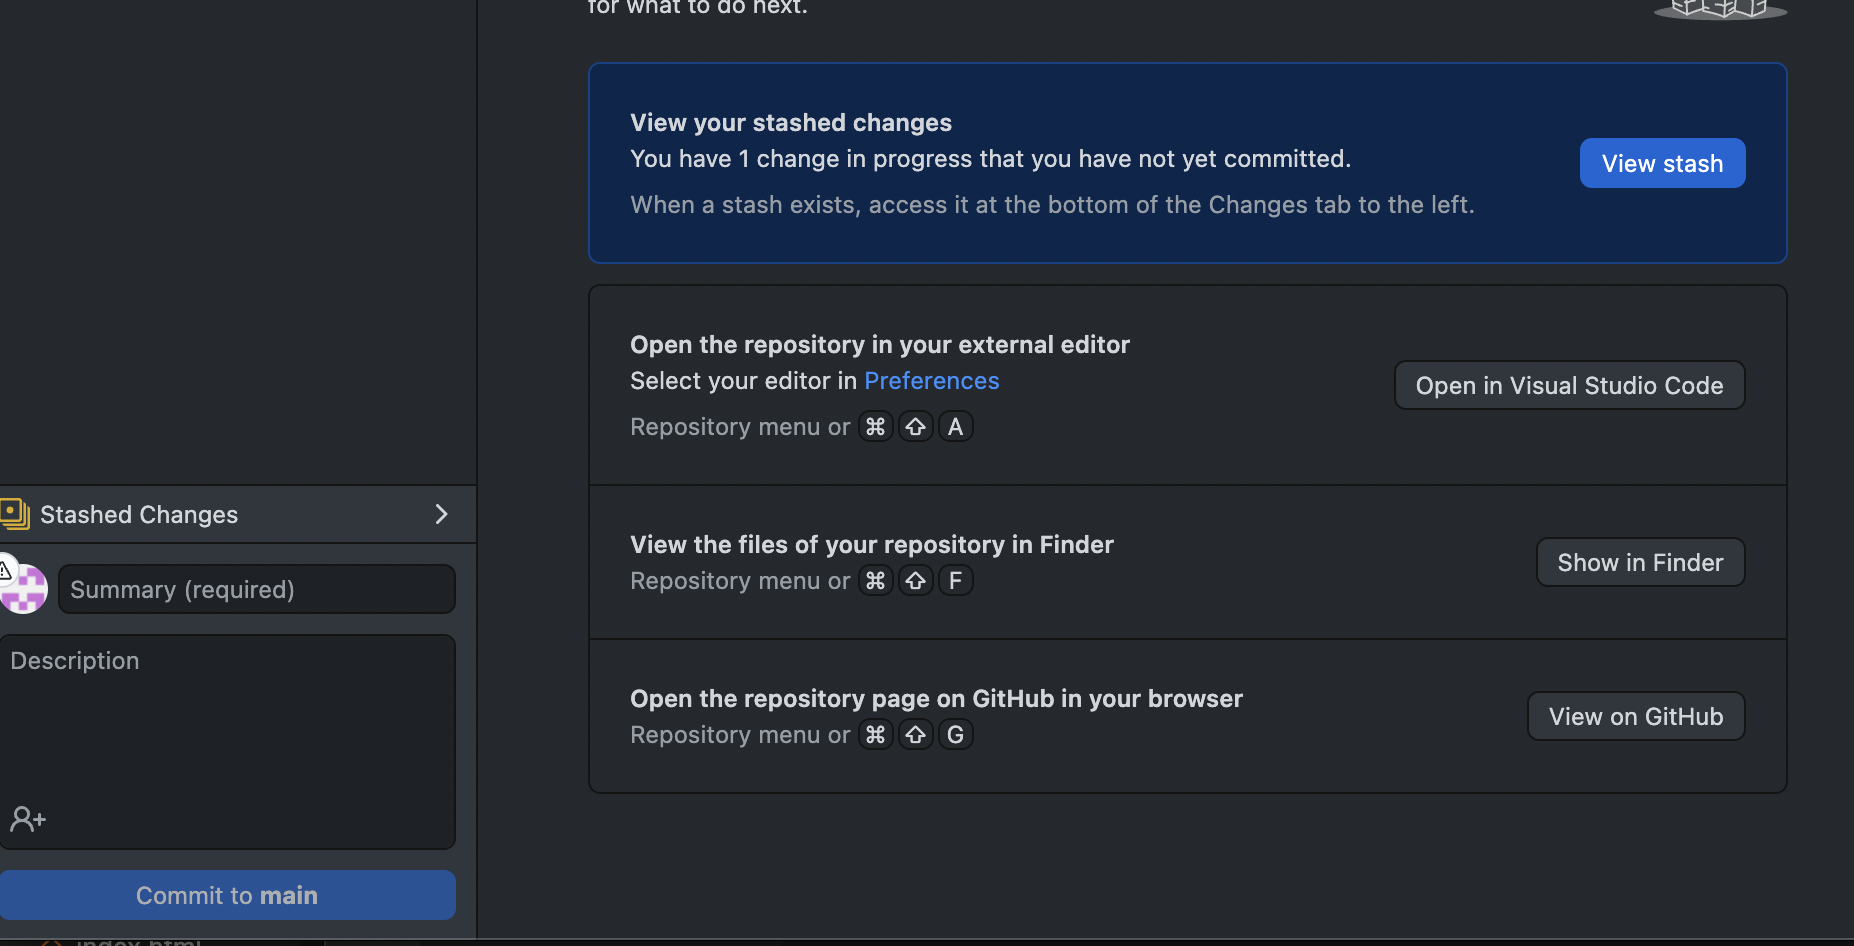 for what to do next.
View your stashed changes
You have 1 change in progress that you have not yet committed.
When a stash exists, access it at the bottom of the Changes tab to the left.
View stash
Open the repository in your external editor
Select your editor in Preferences
Repository menu or ⌘ ⇧ A
Open in Visual Studio Code
View the files of your repository in Finder
Repository menu or ⌘ ⇧ F
Show in Finder
Open the repository page on GitHub in your browser
Repository menu or ⌘ ⇧ G
View on GitHub
Stashed Changes
Summary (required)
Description
Commit to main
index.html